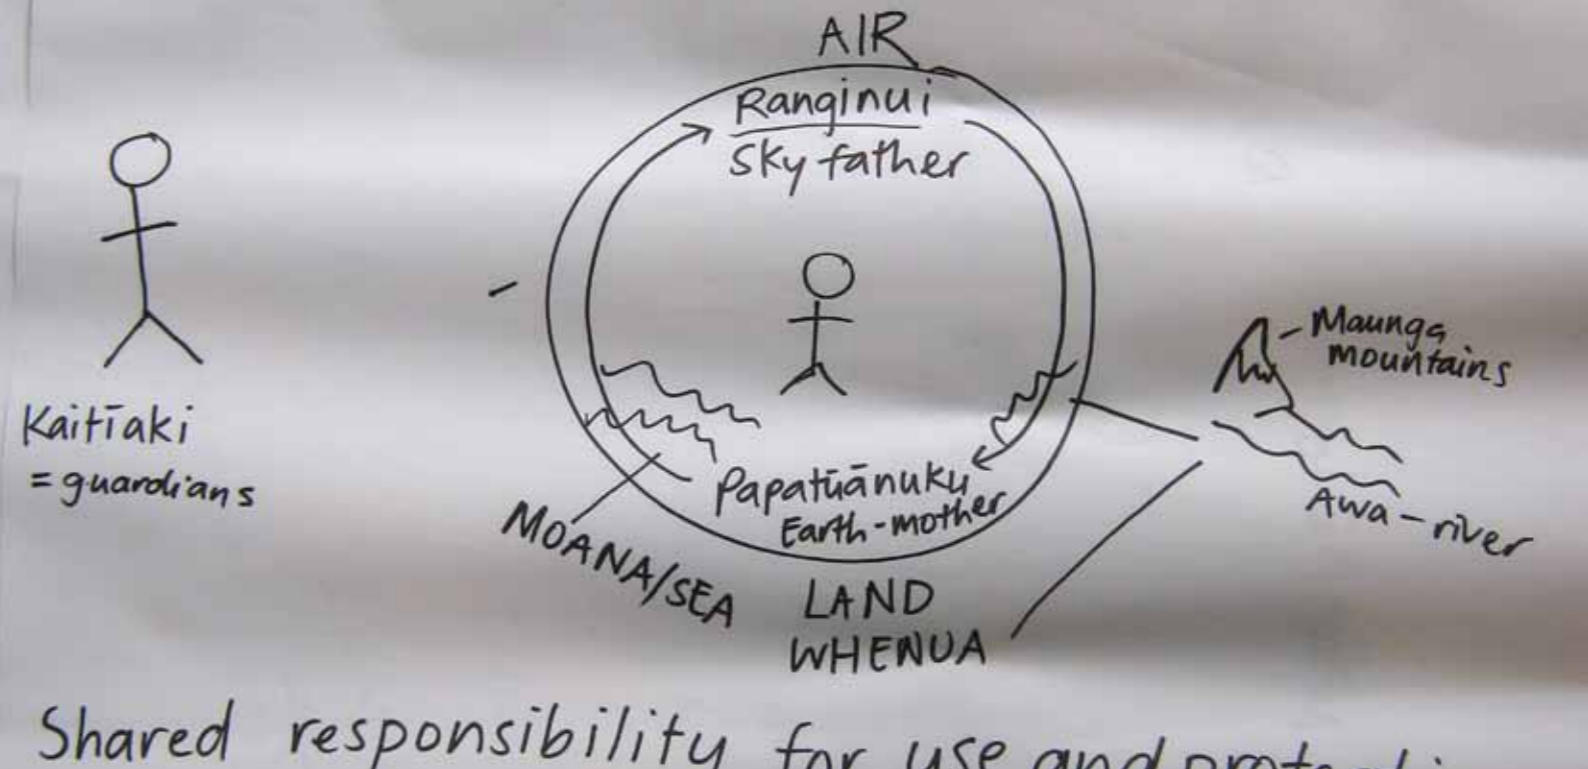 AIR
Ranginui
Sky father
Kaitīaki
= guardians
Maunga
mountains
Awa - river
Papatūānuku
Earth-mother
MOANA/SEA
LAND
WHENUA
Shared responsibility for use and